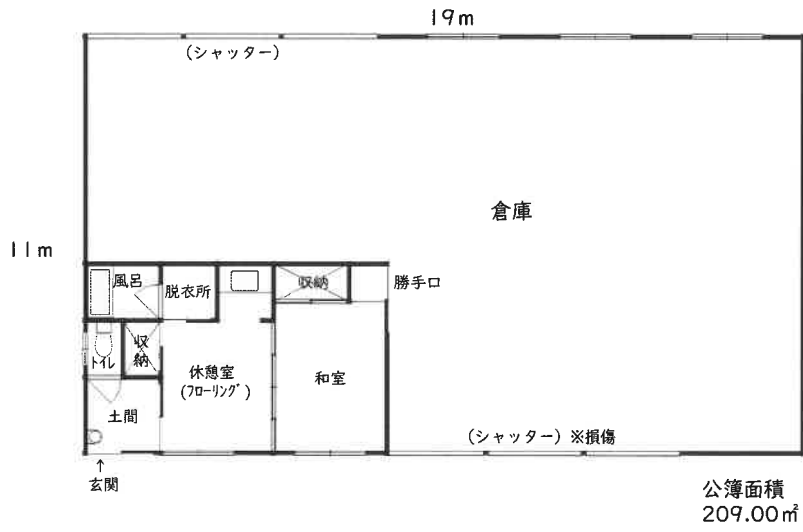 19m
(シャッター)
倉庫
11m
風呂
脱衣所
収納
勝手口
トイレ
収
納
休憩室
(フローリング)
和室
土間
(シャッター)※損傷
↑
玄関
公簿面積
209.00㎡